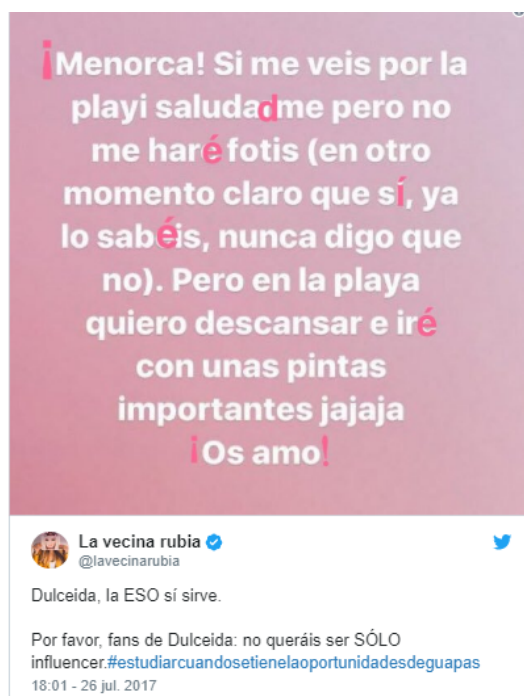 ¡Menorca! Si me veis por la
playi saludadme pero no
me haré fotis (en otro
momento claro que sí, ya
lo sabéis, nunca digo que
no). Pero en la playa
quiero descansar e iré
con unas pintas
importantes jajaja
¡Os amo!
La vecina rubia
@lavecinarubia
Dulceida, la ESO sí sirve.
Por favor, fans de Dulceida: no queráis ser SÓLO
influencer.#estudiarcuandosetienelaoportunidadesdeguapas
18:01 - 26 jul. 2017